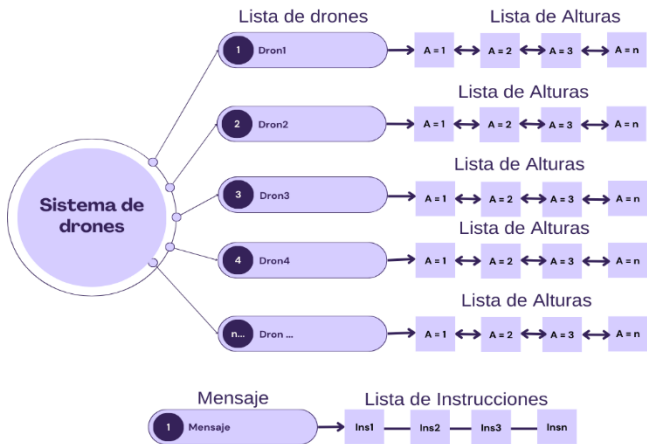 Lista de drones
Lista de Alturas
1 Dron1 A = 1 A = 2 A = 3 A = n
Lista de Alturas
2 Dron2 A = 1 A = 2 A = 3 A = n
Sistema de
drones
Lista de Alturas
3 Dron3 A = 1 A = 2 A = 3 A = n
Lista de Alturas
4 Dron4 A = 1 A = 2 A = 3 A = n
Lista de Alturas
n... Dron ... A = 1 A = 2 A = 3 A = n
Mensaje
Lista de Instrucciones
1 Mensaje Ins1 Ins2 Ins3 Insn